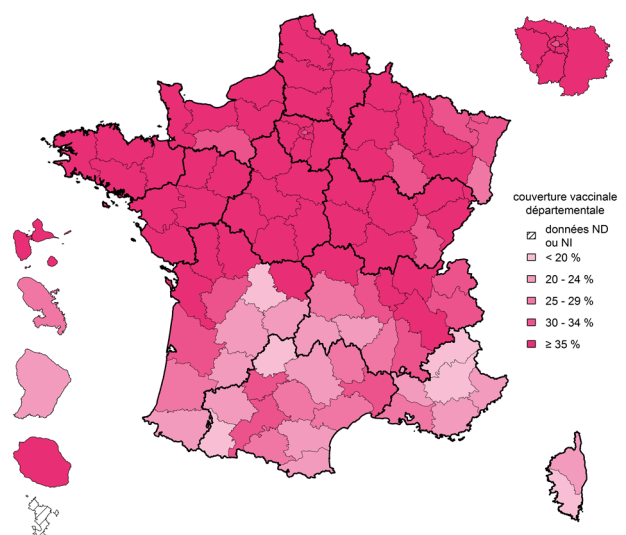 couverture vaccinale
départementale
données ND
ou NI
< 20 %
20 - 24 %
25 - 29 %
30 - 34 %
≥ 35 %